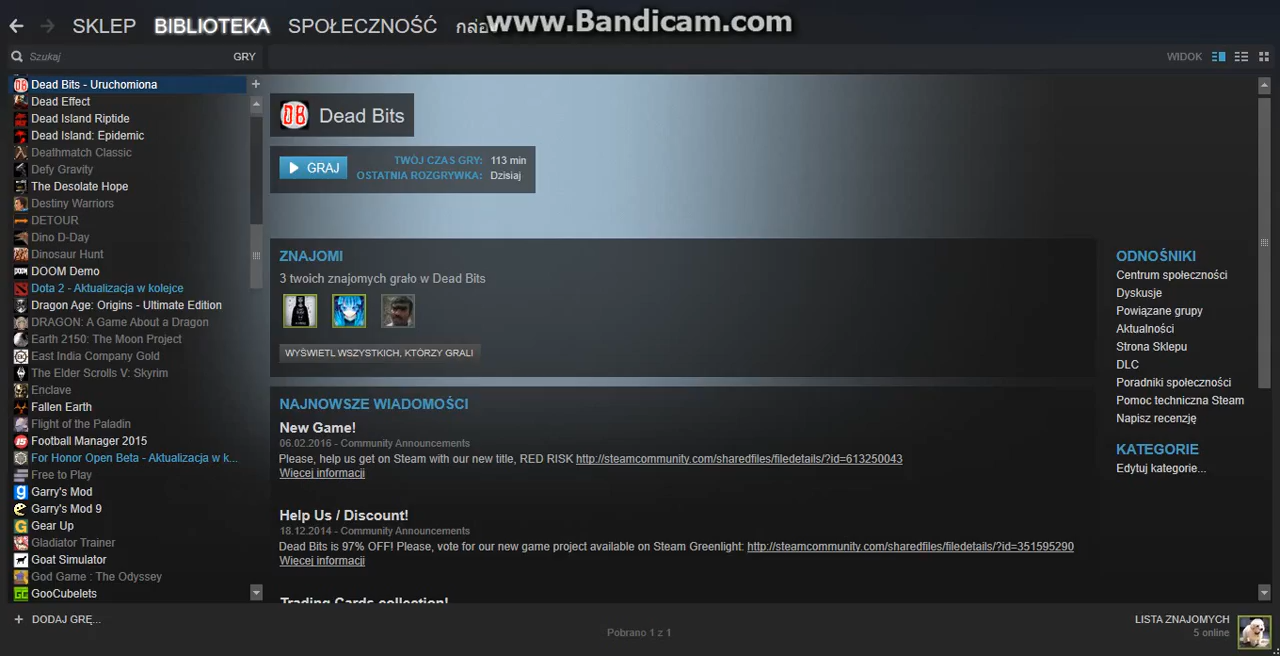 www.Bandicam.com
SKLEP BIBLIOTEKA SPOŁECZNOŚĆ
Szukaj GRY WIDOK
Dead Bits - Uruchomiona
Dead Effect
Dead Island Riptide
Dead Island: Epidemic
Deathmatch Classic
Defy Gravity
The Desolate Hope
Destiny Warriors
DETOUR
Dino D-Day
Dinosaur Hunt
DOOM Demo
Dota 2 - Aktualizacja w kolejce
Dragon Age: Origins - Ultimate Edition
DRAGON: A Game About a Dragon
Earth 2150: The Moon Project
East India Company Gold
The Elder Scrolls V: Skyrim
Enclave
Fallen Earth
Flight of the Paladin
Football Manager 2015
For Honor Open Beta - Aktualizacja w k...
Free to Play
Garry's Mod
Garry's Mod 9
Gear Up
Gladiator Trainer
Goat Simulator
God Game : The Odyssey
GooCubelets
DB Dead Bits
GRAJ
TWÓJ CZAS GRY: 113 min
OSTATNIA ROZGRYWKA: Dzisiaj
ZNAJOMI
3 twoich znajomych grało w Dead Bits
WYŚWIETL WSZYSTKICH, KTÓRZY GRALI
NAJNOWSZE WIADOMOŚCI
New Game!
06.02.2016 - Community Announcements
Please, help us get on Steam with our new title, RED RISK http://steamcommunity.com/sharedfiles/filedetails/?id=613250043
Więcej informacji
Help Us / Discount!
18.12.2014 - Community Announcements
Dead Bits is 97% OFF! Please, vote for our new game project available on Steam Greenlight: http://steamcommunity.com/sharedfiles/filedetails/?id=351595290
Więcej informacji
Trading Cards collection!
ODNOŚNIKI
Centrum społeczności
Dyskusje
Powiązane grupy
Aktualności
Strona Sklepu
DLC
Poradniki społeczności
Pomoc techniczna Steam
Napisz recenzję
KATEGORIE
Edytuj kategorie...
+ DODAJ GRĘ...
Pobrano 1 z 1
LISTA ZNAJOMYCH
5 online